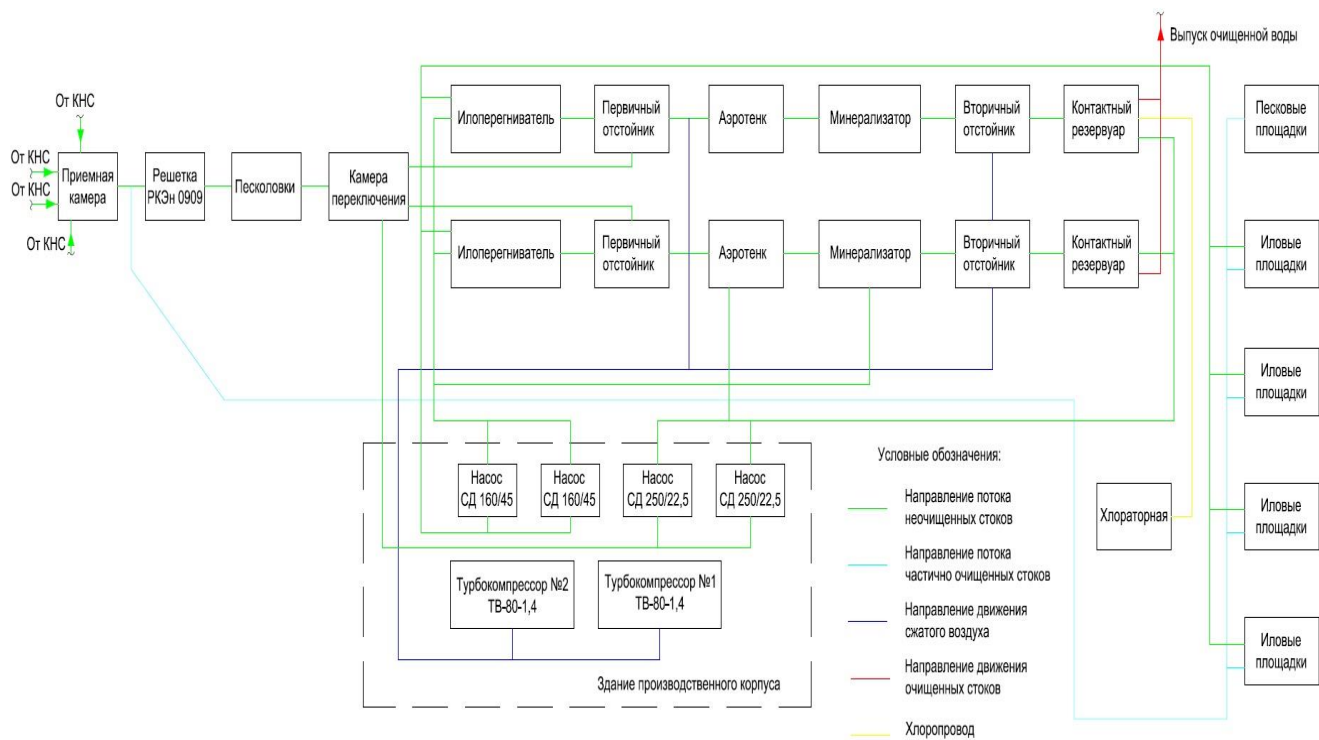 Выпуск очищенной воды
От КНС
От КНС
От КНС
От КНС
Приемная
камера
Решетка
РКЭн 0909
Песколовки
Камера
переключения
Илоперегниватель
Первичный
отстойник
Аэротенк
Минерализатор
Вторичный
отстойник
Контактный
резервуар
Песковые
площадки
Илоперегниватель
Первичный
отстойник
Аэротенк
Минерализатор
Вторичный
отстойник
Контактный
резервуар
Иловые
площадки
Иловые
площадки
Насос
СД 160/45
Насос
СД 160/45
Насос
СД 250/22,5
Насос
СД 250/22,5
Турбокомпрессор №2
ТВ-80-1,4
Турбокомпрессор №1
ТВ-80-1,4
Здание производственного корпуса
Условные обозначения:
Направление потока
неочищенных стоков
Направление потока
частично очищенных стоков
Направление движения
сжатого воздуха
Направление движения
очищенных стоков
Хлоропровод
Хлораторная
Иловые
площадки
Иловые
площадки